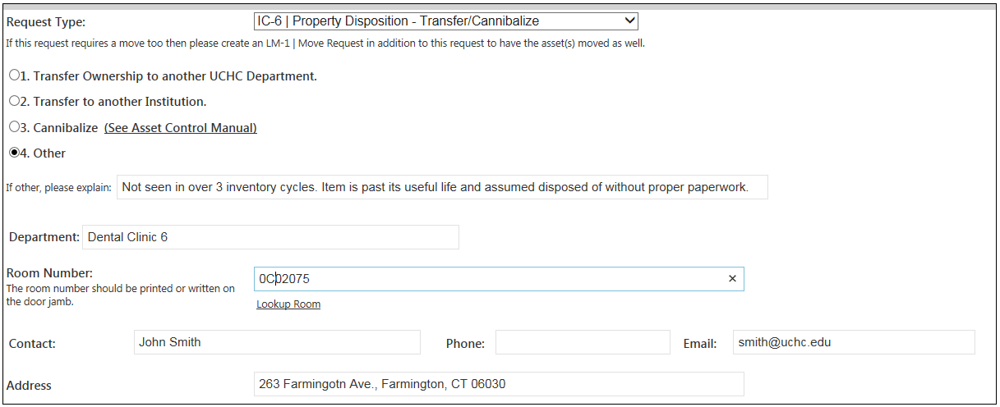 Request Type: IC-6 | Property Disposition - Transfer/Cannibalize
If this request requires a move too then please create an LM-1 | Move Request in addition to this request to have the asset(s) moved as well.
1. Transfer Ownership to another UCHC Department.
2. Transfer to another Institution.
3. Cannibalize (See Asset Control Manual)
4. Other
If other, please explain: Not seen in over 3 inventory cycles. Item is past its useful life and assumed disposed of without proper paperwork.
Department: Dental Clinic 6
Room Number: 0C02075 ×
The room number should be printed or written on
the door jamb.
Lookup Room
Contact: John Smith Phone: Email: smith@uchc.edu
Address 263 Farmingotn Ave., Farmington, CT 06030